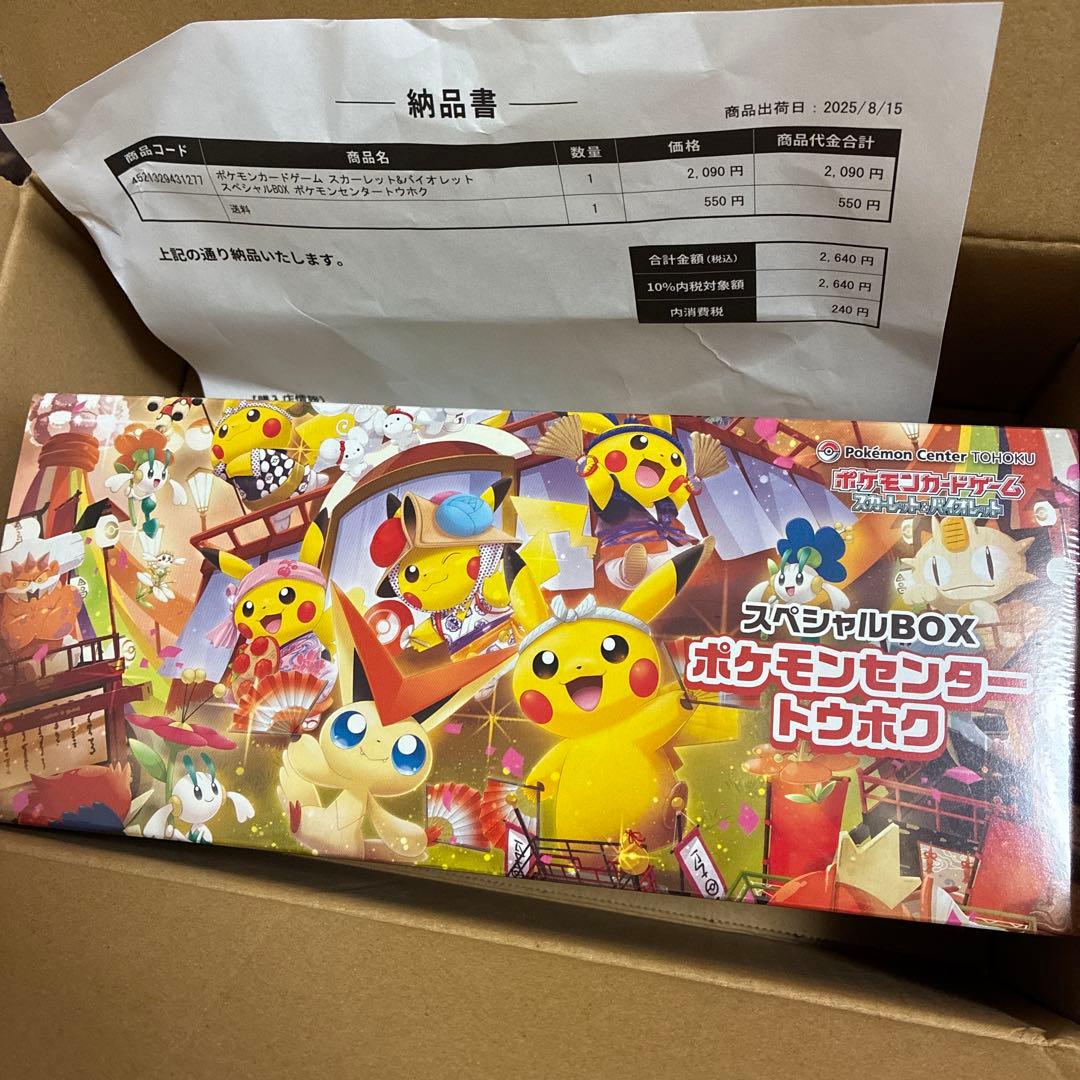 納品書
商品出荷日：2025/8/15
商品コード 商品名 数量 価格 商品代金合計
4521329431277 ポケモンカードゲーム スカーレット&バイオレット 1 2,090 円 2,090 円
スペシャルBOX ポケモンセンタートウホク
送料 1 550 円 550 円
上記の通り納品いたします。
合計金額(税込) 2,640 円
10%内税対象額 2,640 円
内消費税 240 円
Pokémon Center TOHOKU
ポケモンカードゲーム
スカーレット&バイオレット
スペシャルBOX
ポケモンセンター
トウホク